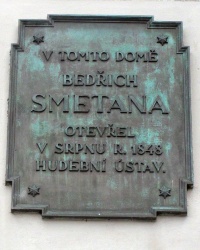 V TOMTO DOMĚ
BEDŘICH
SMETANA
OTEVŘEL
V SRPNU R. 1848
HUDEBNÍ ÚSTAV.